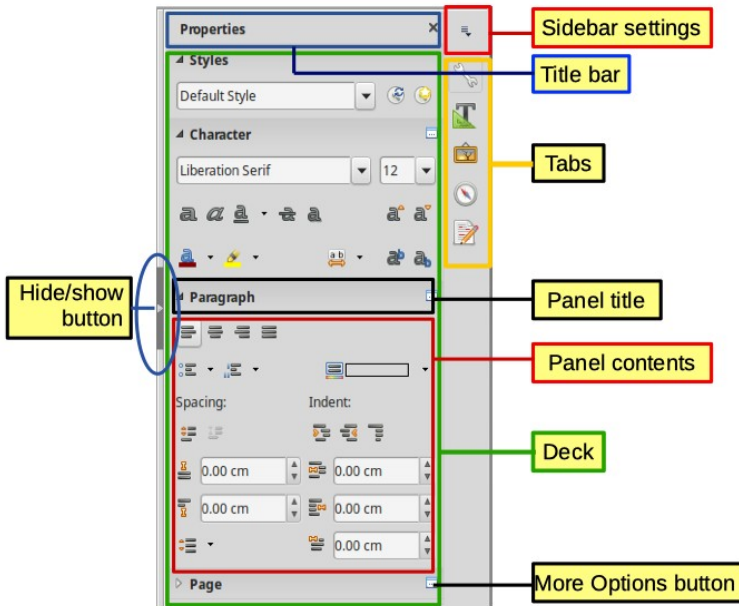 Properties
Sidebar settings
Styles
Title bar
Default Style
Character
Liberation Serif
12
Tabs
Hide/show
button
Paragraph
Panel title
Panel contents
Spacing:
Indent:
Deck
0.00 cm
0.00 cm
0.00 cm
0.00 cm
0.00 cm
Page
More Options button